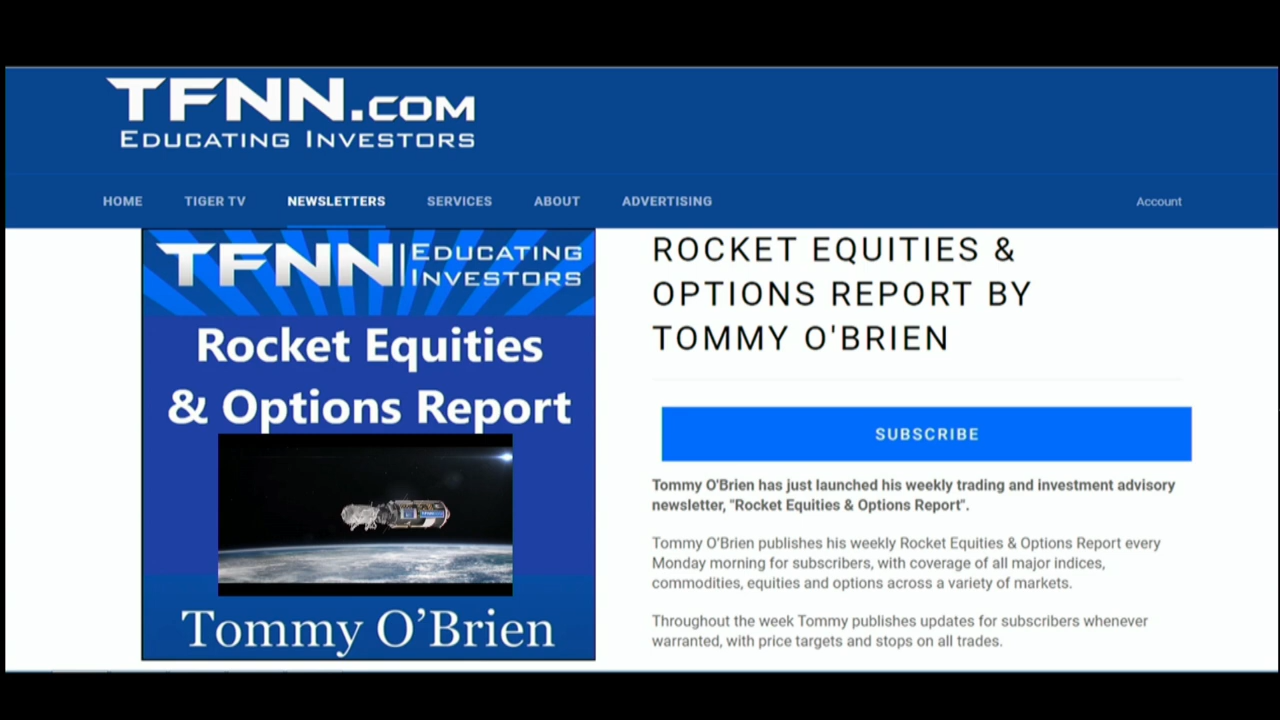 TFNN.COM
EDUCATING INVESTORS
HOME TIGER TV NEWSLETTERS SERVICES ABOUT ADVERTISING Account
TFNN EDUCATING
INVESTORS
Rocket Equities
& Options Report
Tommy O’Brien
ROCKET EQUITIES &
OPTIONS REPORT BY
TOMMY O'BRIEN
SUBSCRIBE
Tommy O'Brien has just launched his weekly trading and investment advisory
newsletter, "Rocket Equities & Options Report".
Tommy O’Brien publishes his weekly Rocket Equities & Options Report every
Monday morning for subscribers, with coverage of all major indices,
commodities, equities and options across a variety of markets.
Throughout the week Tommy publishes updates for subscribers whenever
warranted, with price targets and stops on all trades.